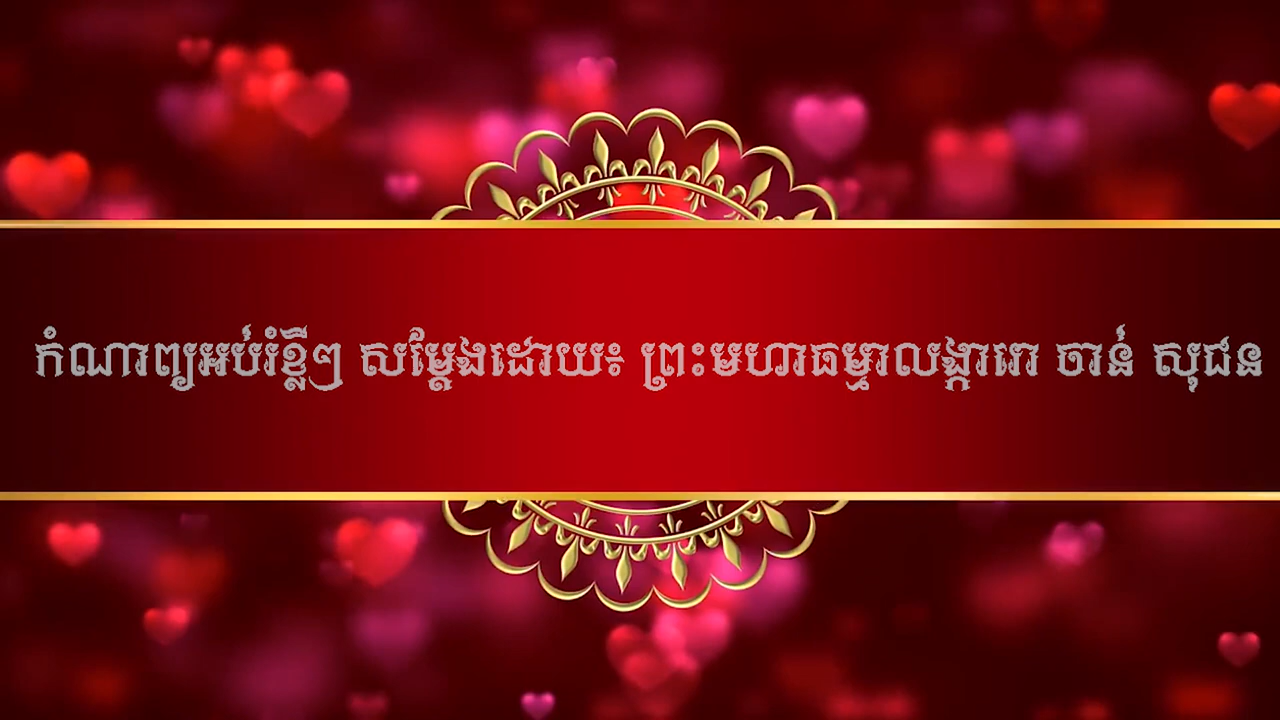 កំណាព្យអប់រំខ្លីៗ សម្ដែងដោយ៖ ព្រះមហាធម្មាលង្ការោ ចាន់ សុជន